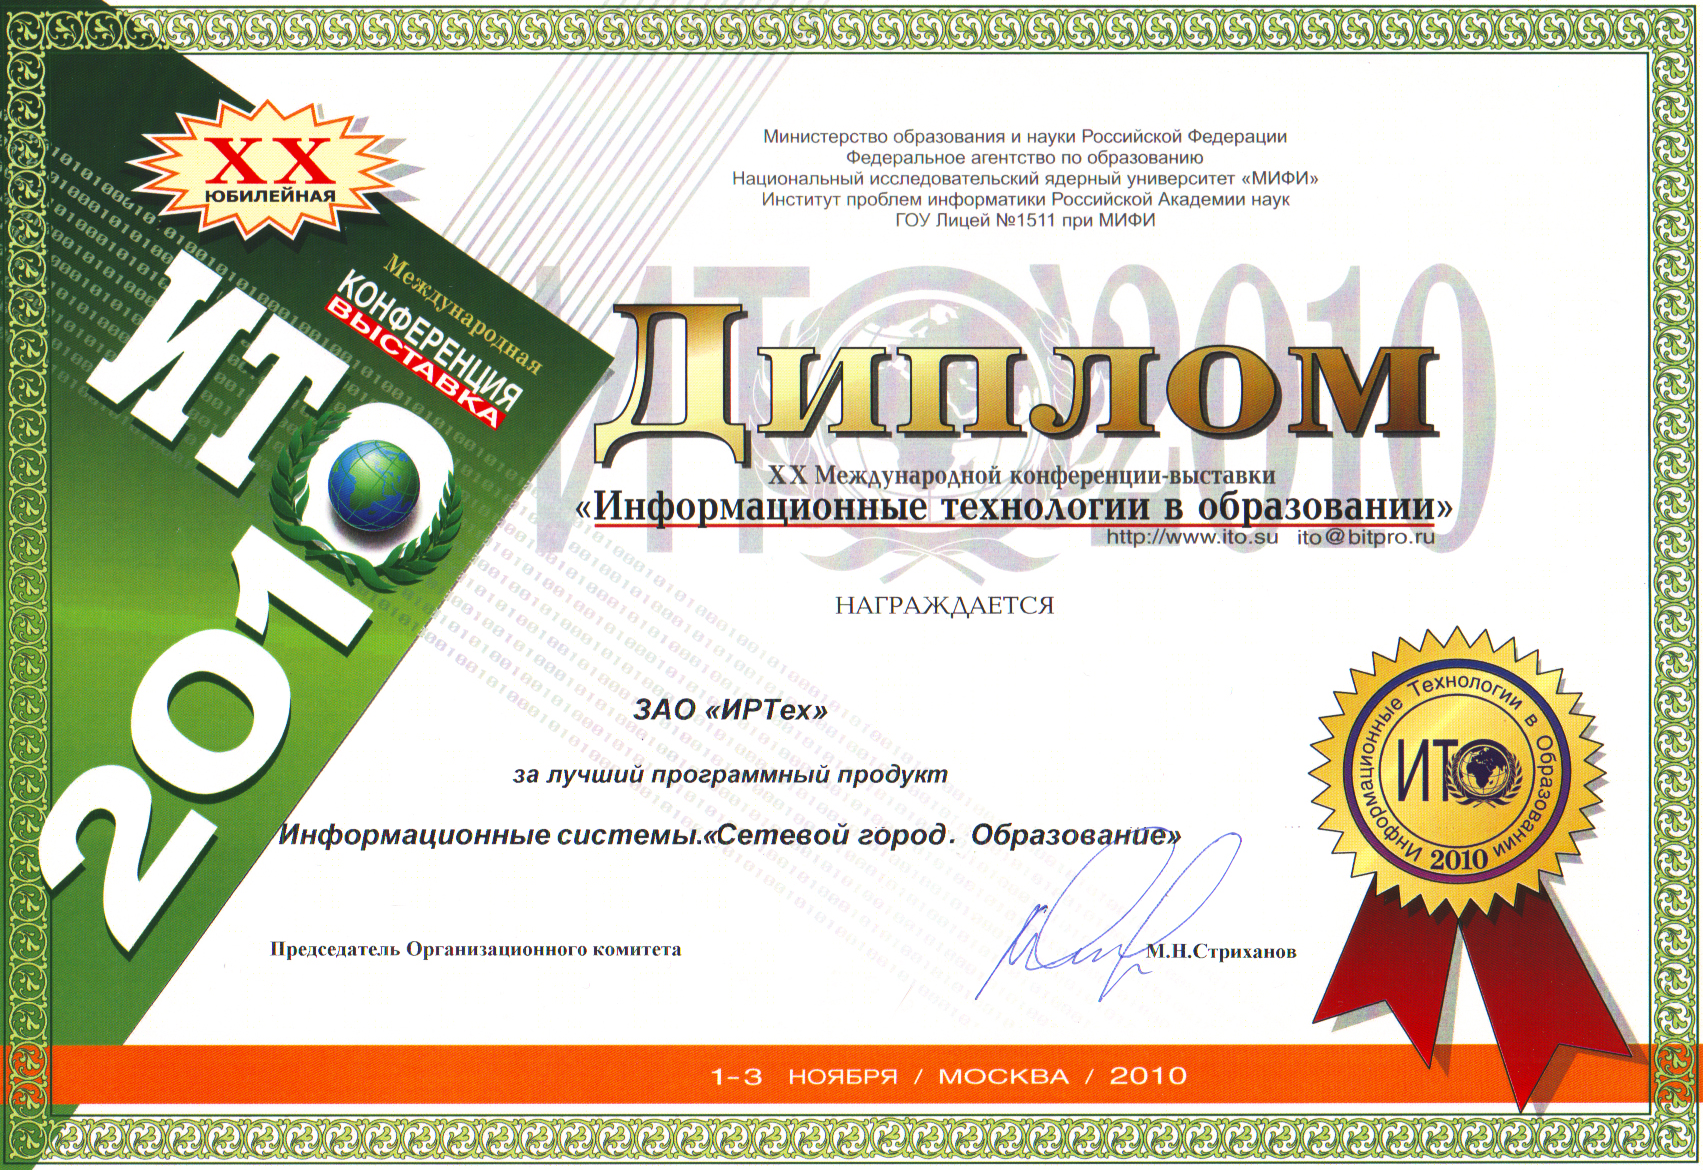 XX
ЮБИЛЕЙНАЯ
Международная
КОНФЕРЕНЦИЯ
ВЫСТАВКА
ИТО
2010
Министерство образования и науки Российской Федерации
Федеральное агентство по образованию
Национальный исследовательский ядерный университет «МИФИ»
Институт проблем информатики Российской Академии наук
ГОУ Лицей №1511 при МИФИ
ИТО'2010
Диплом
XX Международной конференции-выставки
«Информационные технологии в образовании»
http://www.ito.su ito@bitpro.ru
НАГРАЖДАЕТСЯ
ЗАО «ИРТех»
за лучший программный продукт
Информационные системы.«Сетевой город. Образование»
Информационные Технологии в Образовании
ИТО
2010
Председатель Организационного комитета
М.Н.Стриханов
1-3 НОЯБРЯ / МОСКВА / 2010